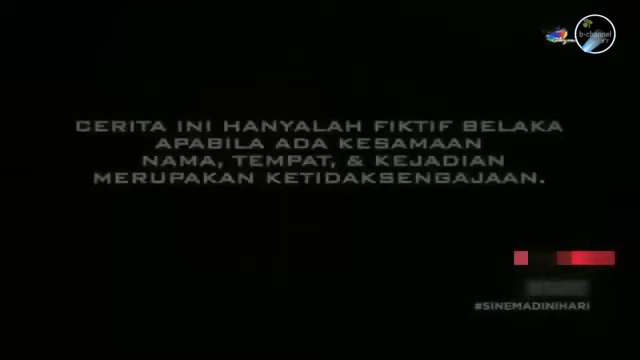 b-channel
CERITA INI HANYALAH FIKTIF BELAKA
APABILA ADA KESAMAAN
NAMA, TEMPAT, & KEJADIAN
MERUPAKAN KETIDAKSENGAJAAN.
#SINEMADINIHARI